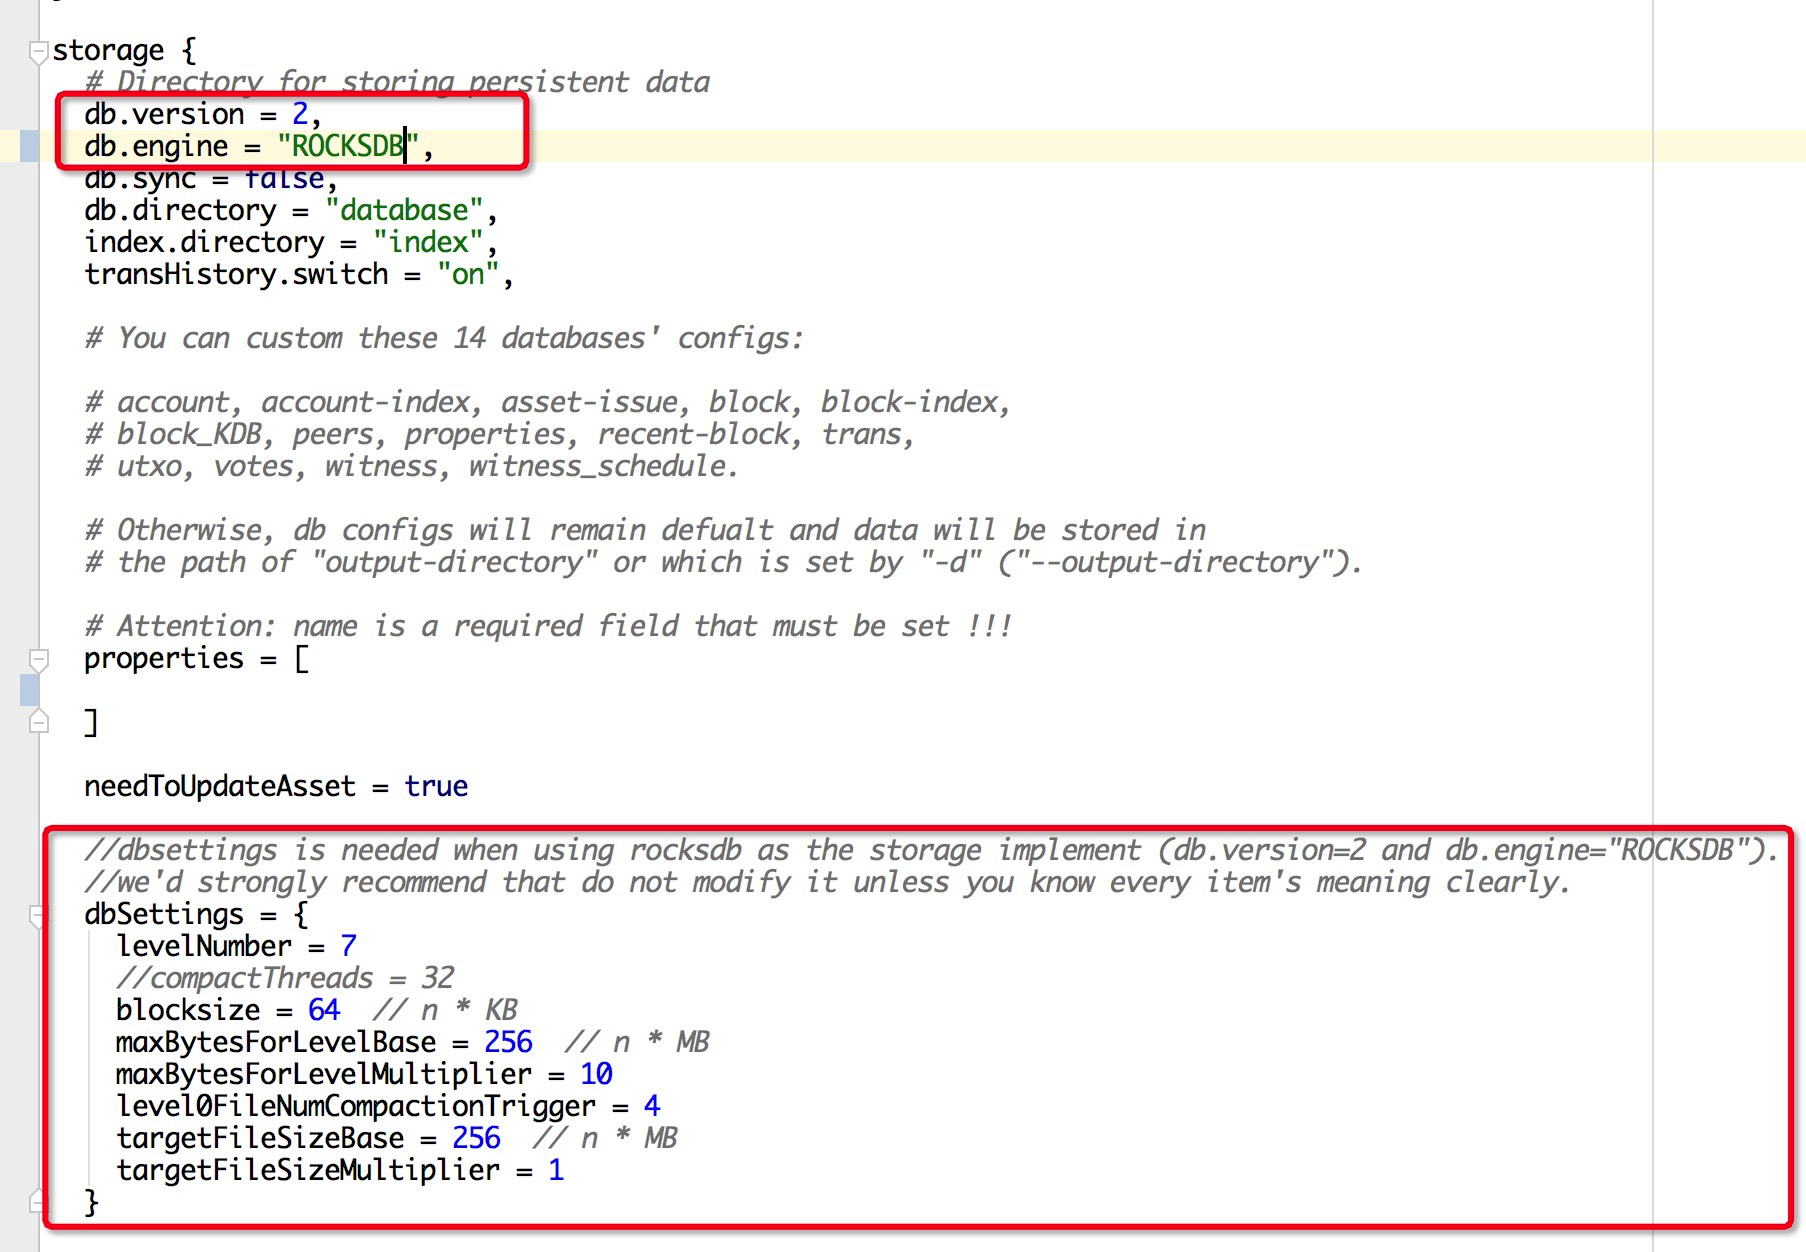 storage {
# Directory for storing persistent data
db.version = 2,
db.engine = "ROCKSDB",
db.sync = false,
db.directory = "database",
index.directory = "index",
transHistory.switch = "on",
# You can custom these 14 databases' configs:
# account, account-index, asset-issue, block, block-index,
# block_KDB, peers, properties, recent-block, trans,
# utxo, votes, witness, witness_schedule.
# Otherwise, db configs will remain defualt and data will be stored in
# the path of "output-directory" or which is set by "-d" ("--output-directory").
# Attention: name is a required field that must be set !!!
properties = [
]
needToUpdateAsset = true
//dbsettings is needed when using rocksdb as the storage implement (db.version=2 and db.engine="ROCKSDB").
//we'd strongly recommend that do not modify it unless you know every item's meaning clearly.
dbSettings = {
levelNumber = 7
//compactThreads = 32
blocksize = 64  // n * KB
maxBytesForLevelBase = 256  // n * MB
maxBytesForLevelMultiplier = 10
level0FileNumCompactionTrigger = 4
targetFileSizeBase = 256  // n * MB
targetFileSizeMultiplier = 1
}